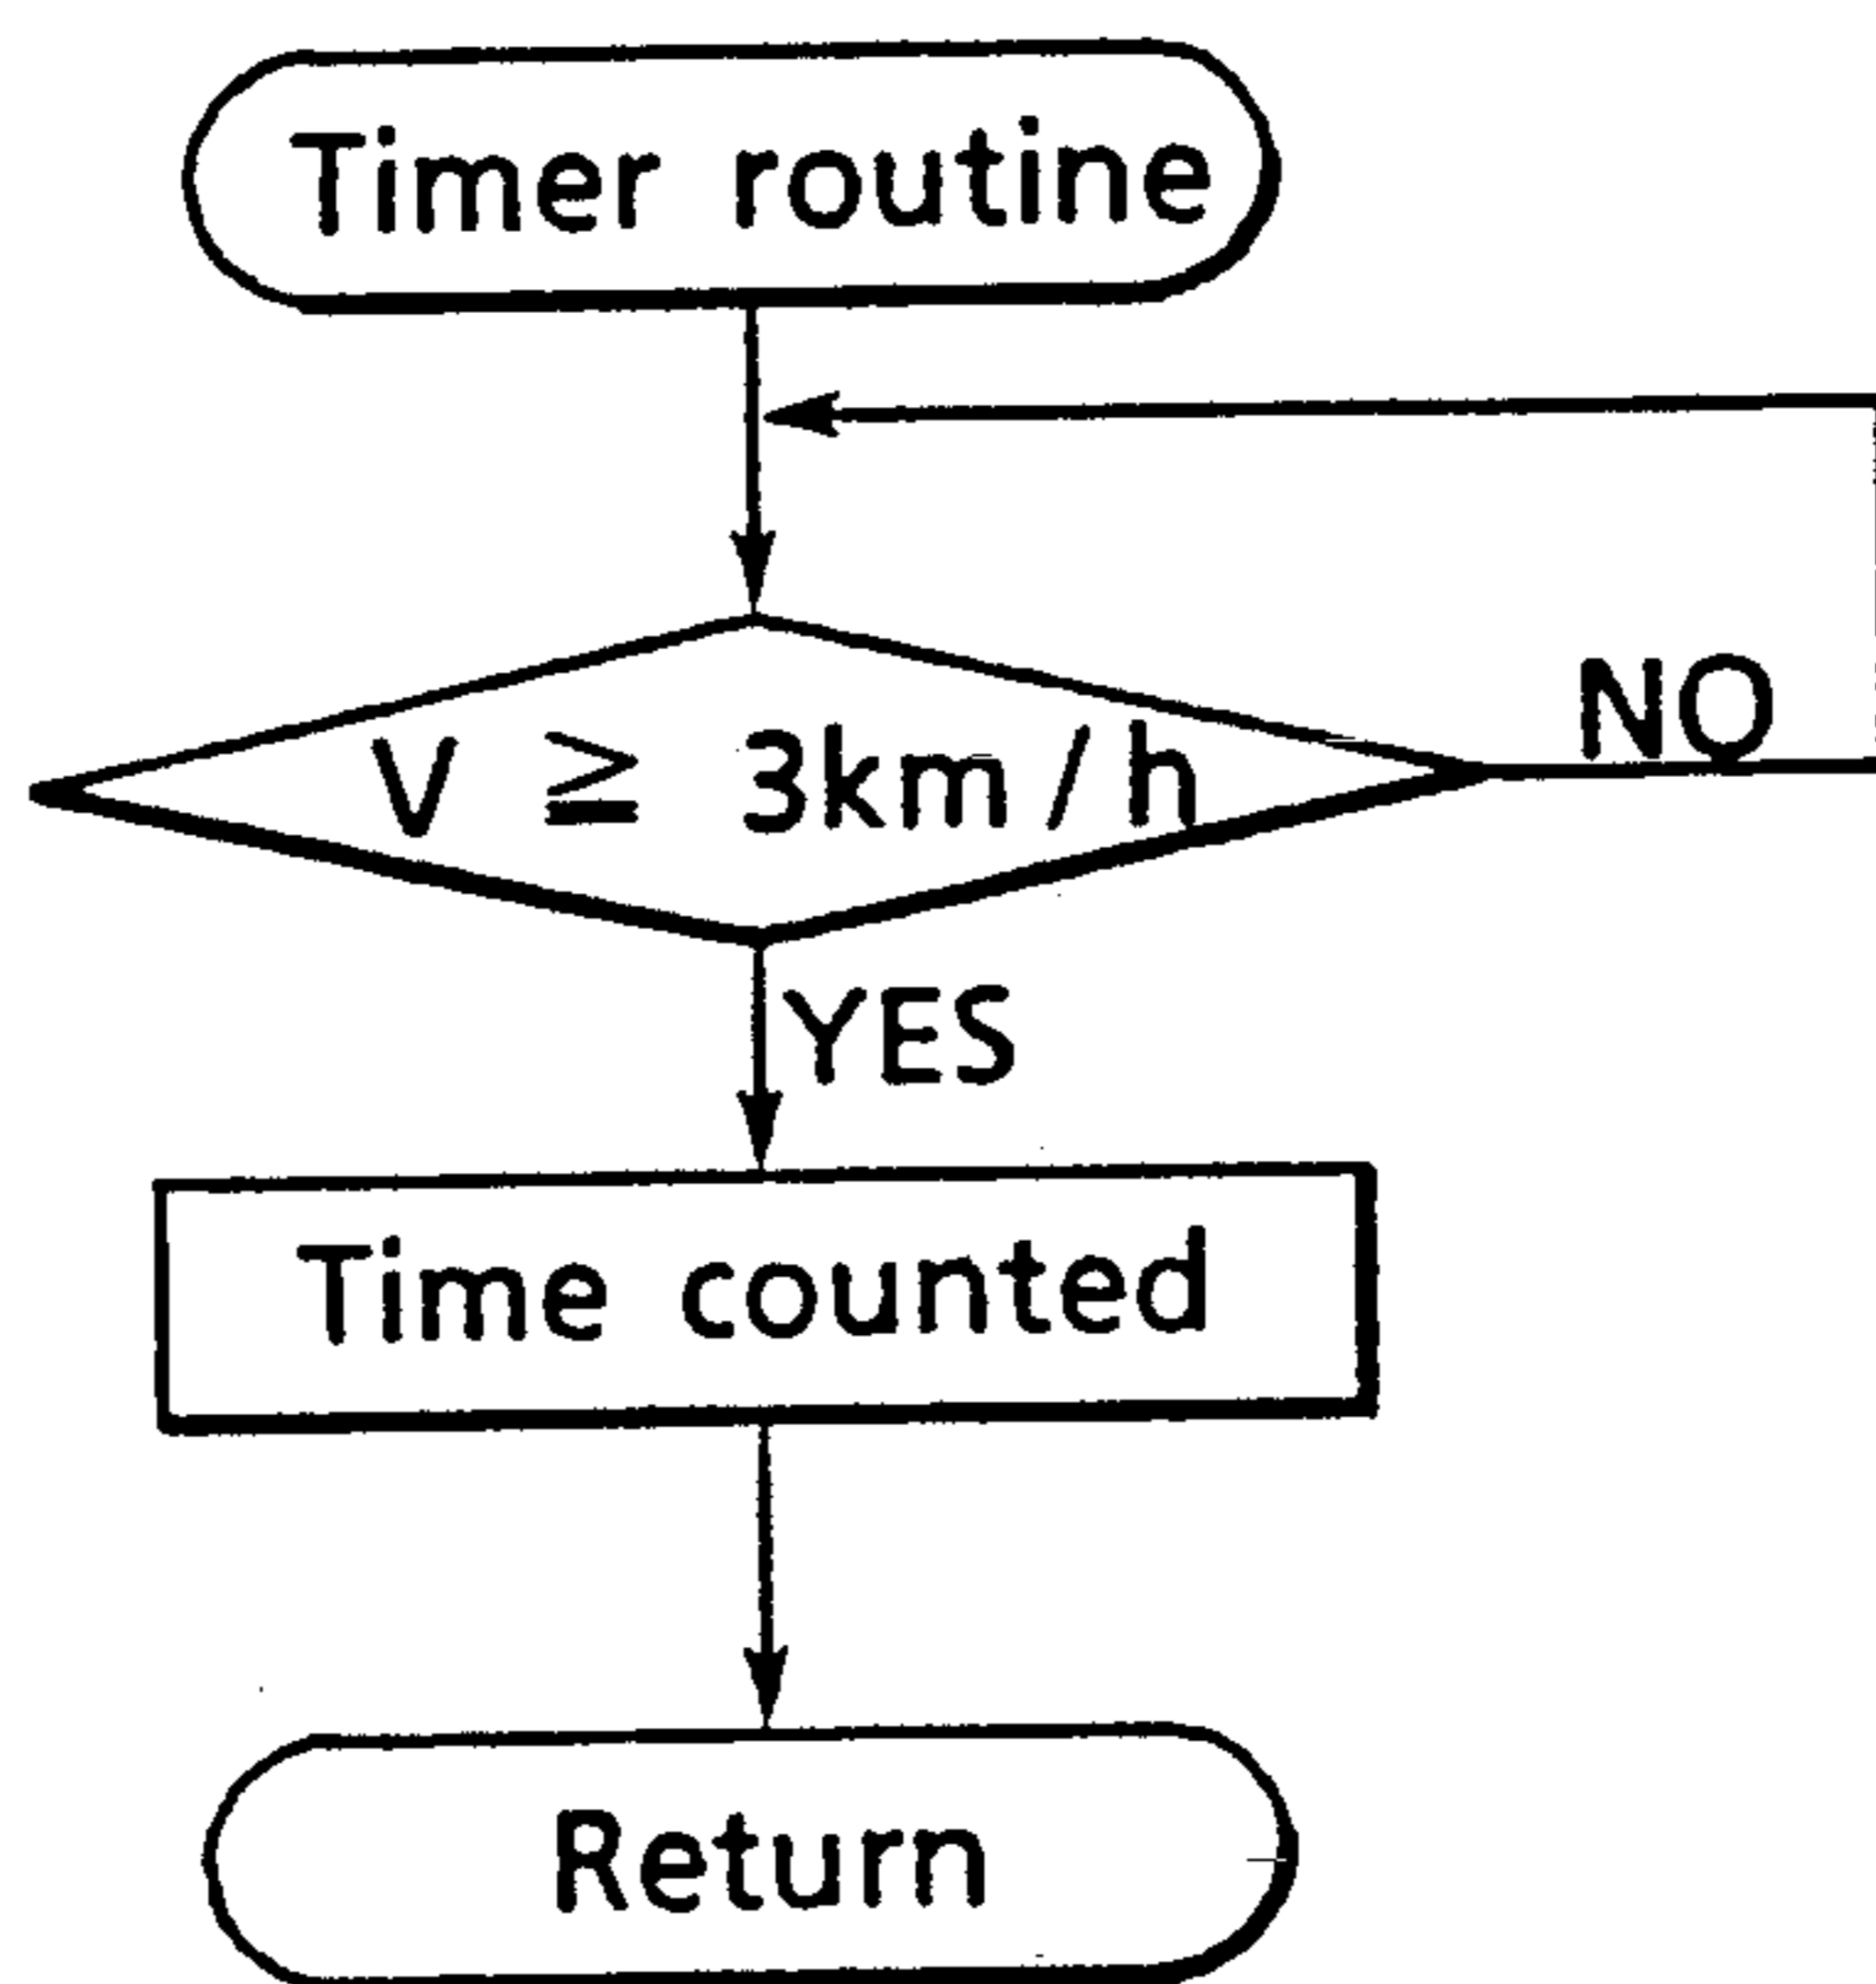 Timer routine
V ≧ 3km/h
NO
YES
Time counted
Return